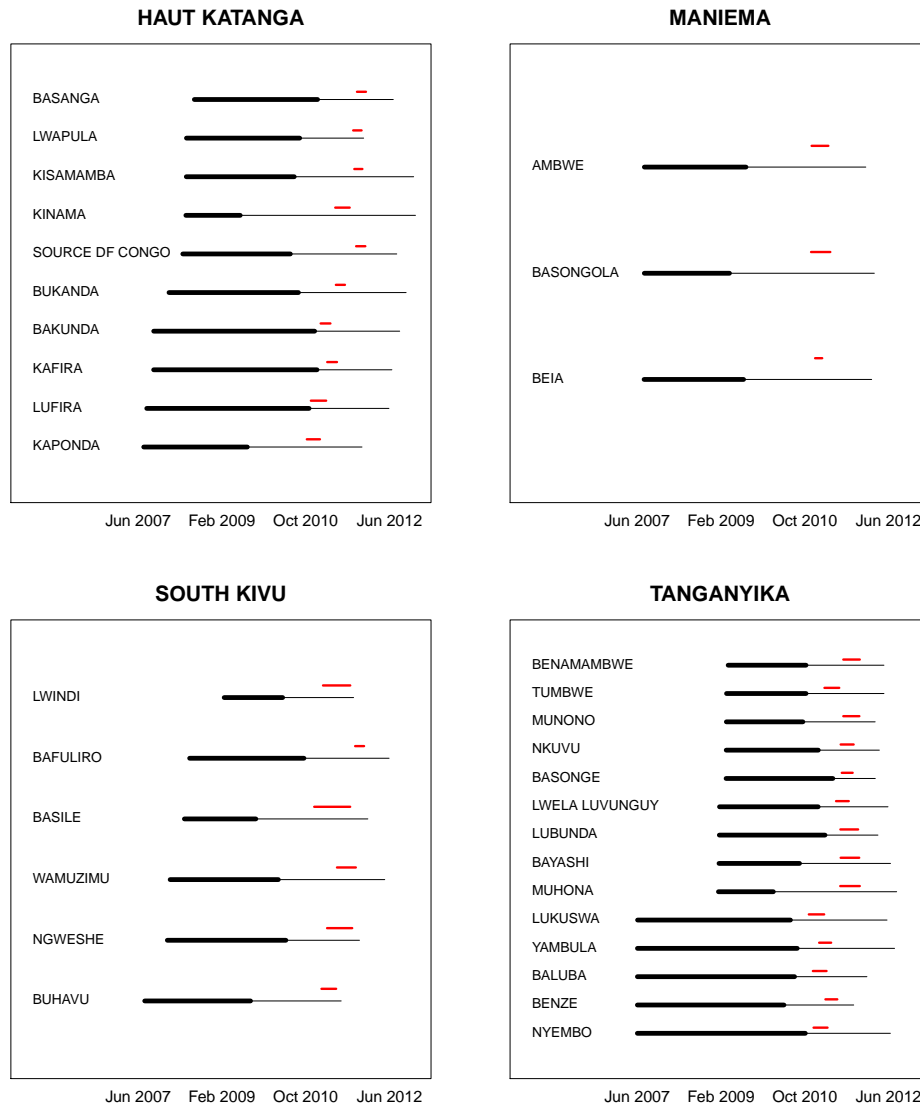 HAUT KATANGA
BASANGA
LWAPULA
KISAMAMBA
KINAMA
SOURCE DF CONGO
BUKANDA
BAKUNDA
KAFIRA
LUFIRA
KAPONDA
Jun 2007 Feb 2009 Oct 2010 Jun 2012
MANIEMA
AMBWE
BASONGOLA
BEIA
Jun 2007 Feb 2009 Oct 2010 Jun 2012
SOUTH KIVU
LWINDI
BAFULIRO
BASILE
WAMUZIMU
NGWESHE
BUHAVU
Jun 2007 Feb 2009 Oct 2010 Jun 2012
TANGANYIKA
BENAMAMBWE
TUMBWE
MUNONO
NKUVU
BASONGE
LWELA LUVUNGUY
LUBUNDA
BAYASHI
MUHONA
LUKUSWA
YAMBULA
BALUBA
BENZE
NYEMBO
Jun 2007 Feb 2009 Oct 2010 Jun 2012